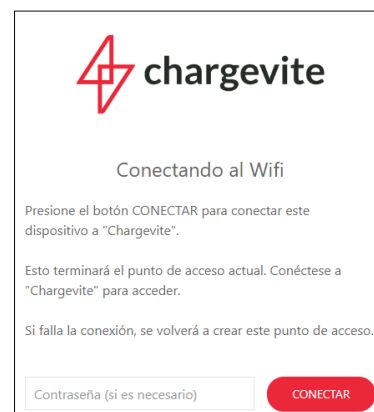 chargevite
Conectando al Wifi
Presione el botón CONECTAR para conectar este
dispositivo a "Chargevite".
Esto terminará el punto de acceso actual. Conéctese a
"Chargevite" para acceder.
Si falla la conexión, se volverá a crear este punto de acceso.
Contraseña (si es necesario)
CONECTAR